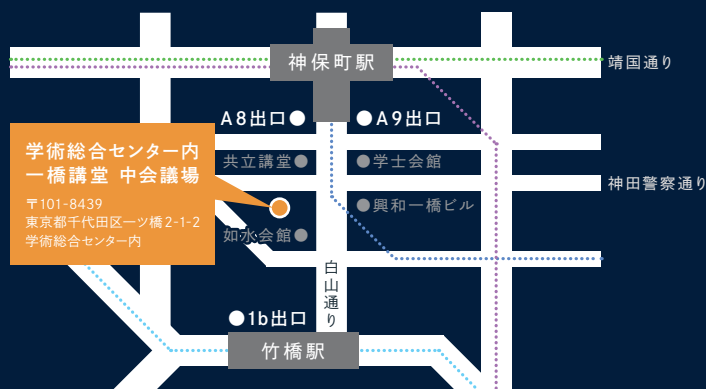 神保町駅
靖国通り
A8出口
A9出口
学術総合センター内
一橋講堂 中会議場
〒101-8439
東京都千代田区一ツ橋2-1-2
学術総合センター内
共立講堂
学士会館
神田警察通り
興和一橋ビル
如水会館
白山通り
1b出口
竹橋駅